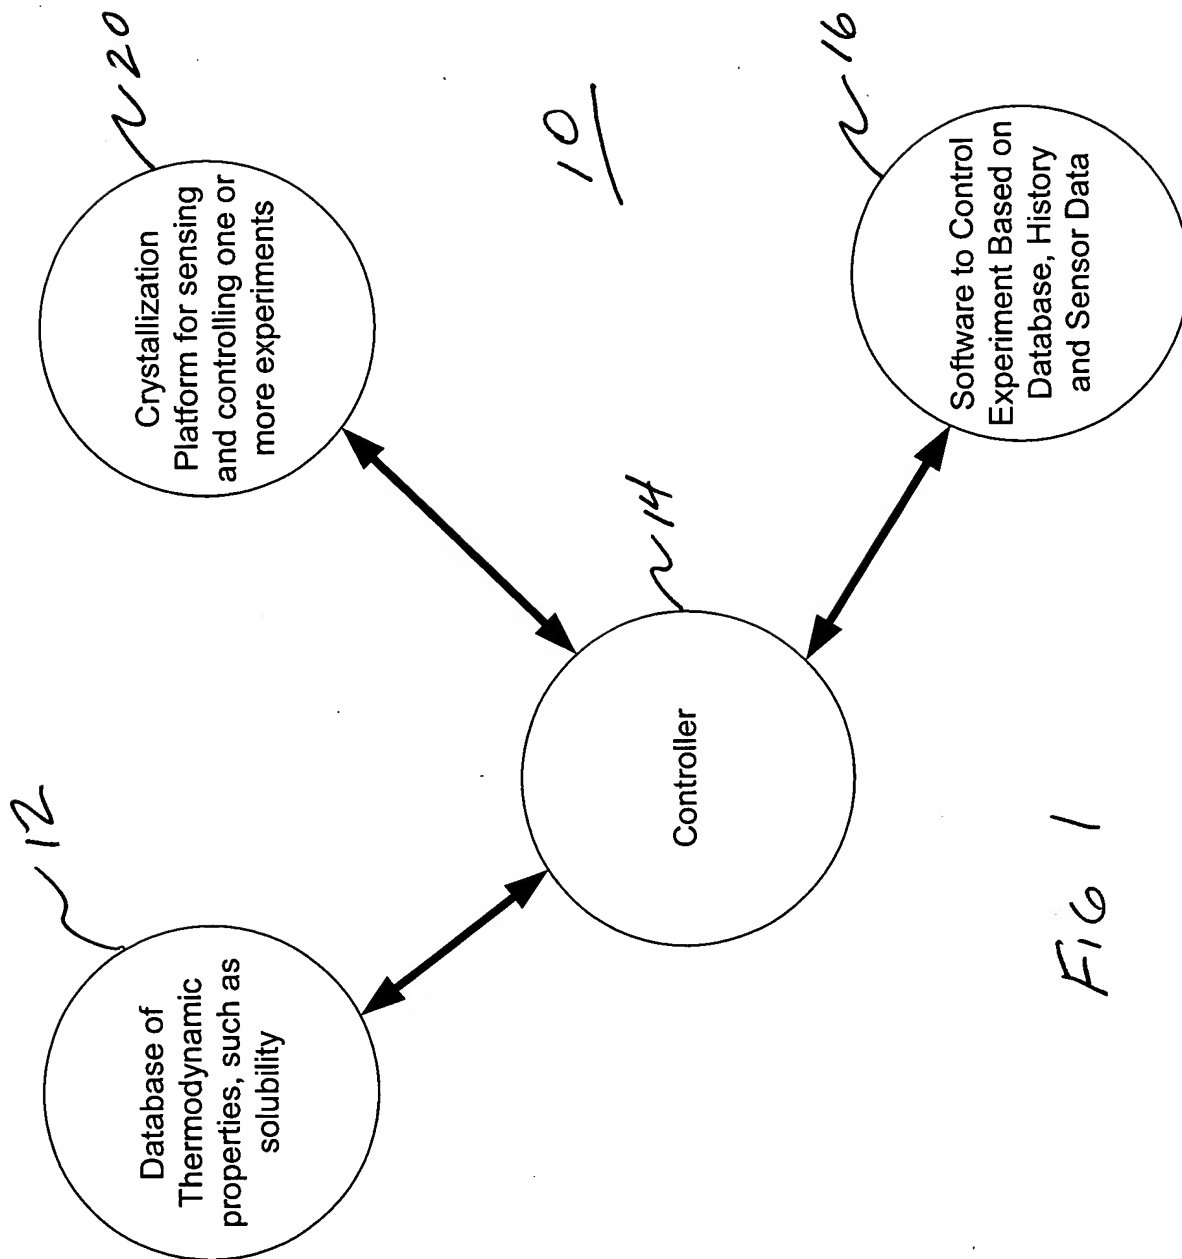 12
Database of
Thermodynamic
properties, such as
solubility
14
Controller
20
Crystallization
Platform for sensing
and controlling one or
more experiments
10
16
Software to Control
Experiment Based on
Database, History
and Sensor Data
FIG 1